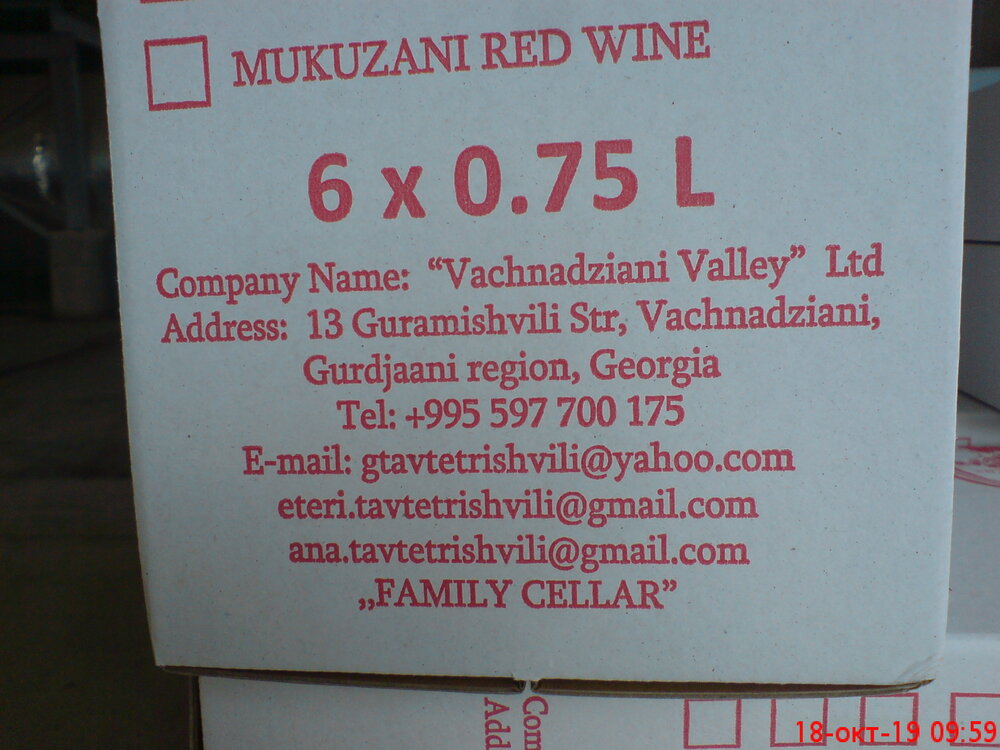 MUKUZANI RED WINE
6 x 0.75 L
Company Name: “Vachnadziani Valley” Ltd
Address: 13 Guramishvili Str, Vachnadziani,
Gurdjaani region, Georgia
Tel: +995 597 700 175
E-mail: gtavtetrishvili@yahoo.com
eteri.tavtetrishvili@gmail.com
ana.tavtetrishvili@gmail.com
„FAMILY CELLAR”
Com
Add
18-окт-19 09:59